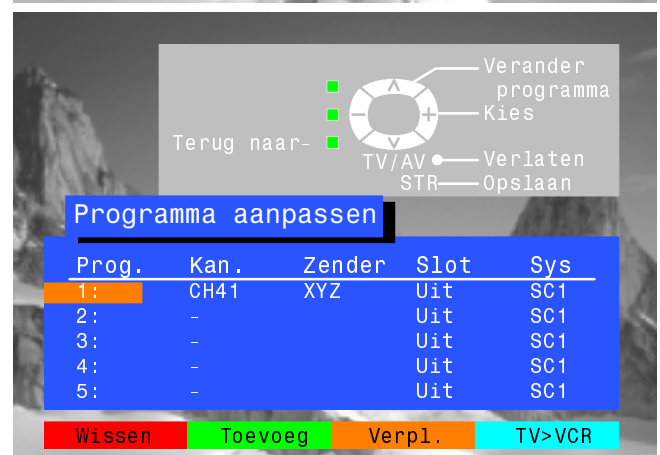 Verander
programma
Kies
Terug naar-
TV/AV Verlaten
STR Opslaan
Programma aanpassen
Prog. Kan. Zender Slot Sys
1: CH41 XYZ Uit SC1
2: - Uit SC1
3: - Uit SC1
4: - Uit SC1
5: - Uit SC1
Wissen Toevoeg Verpl. TV>VCR